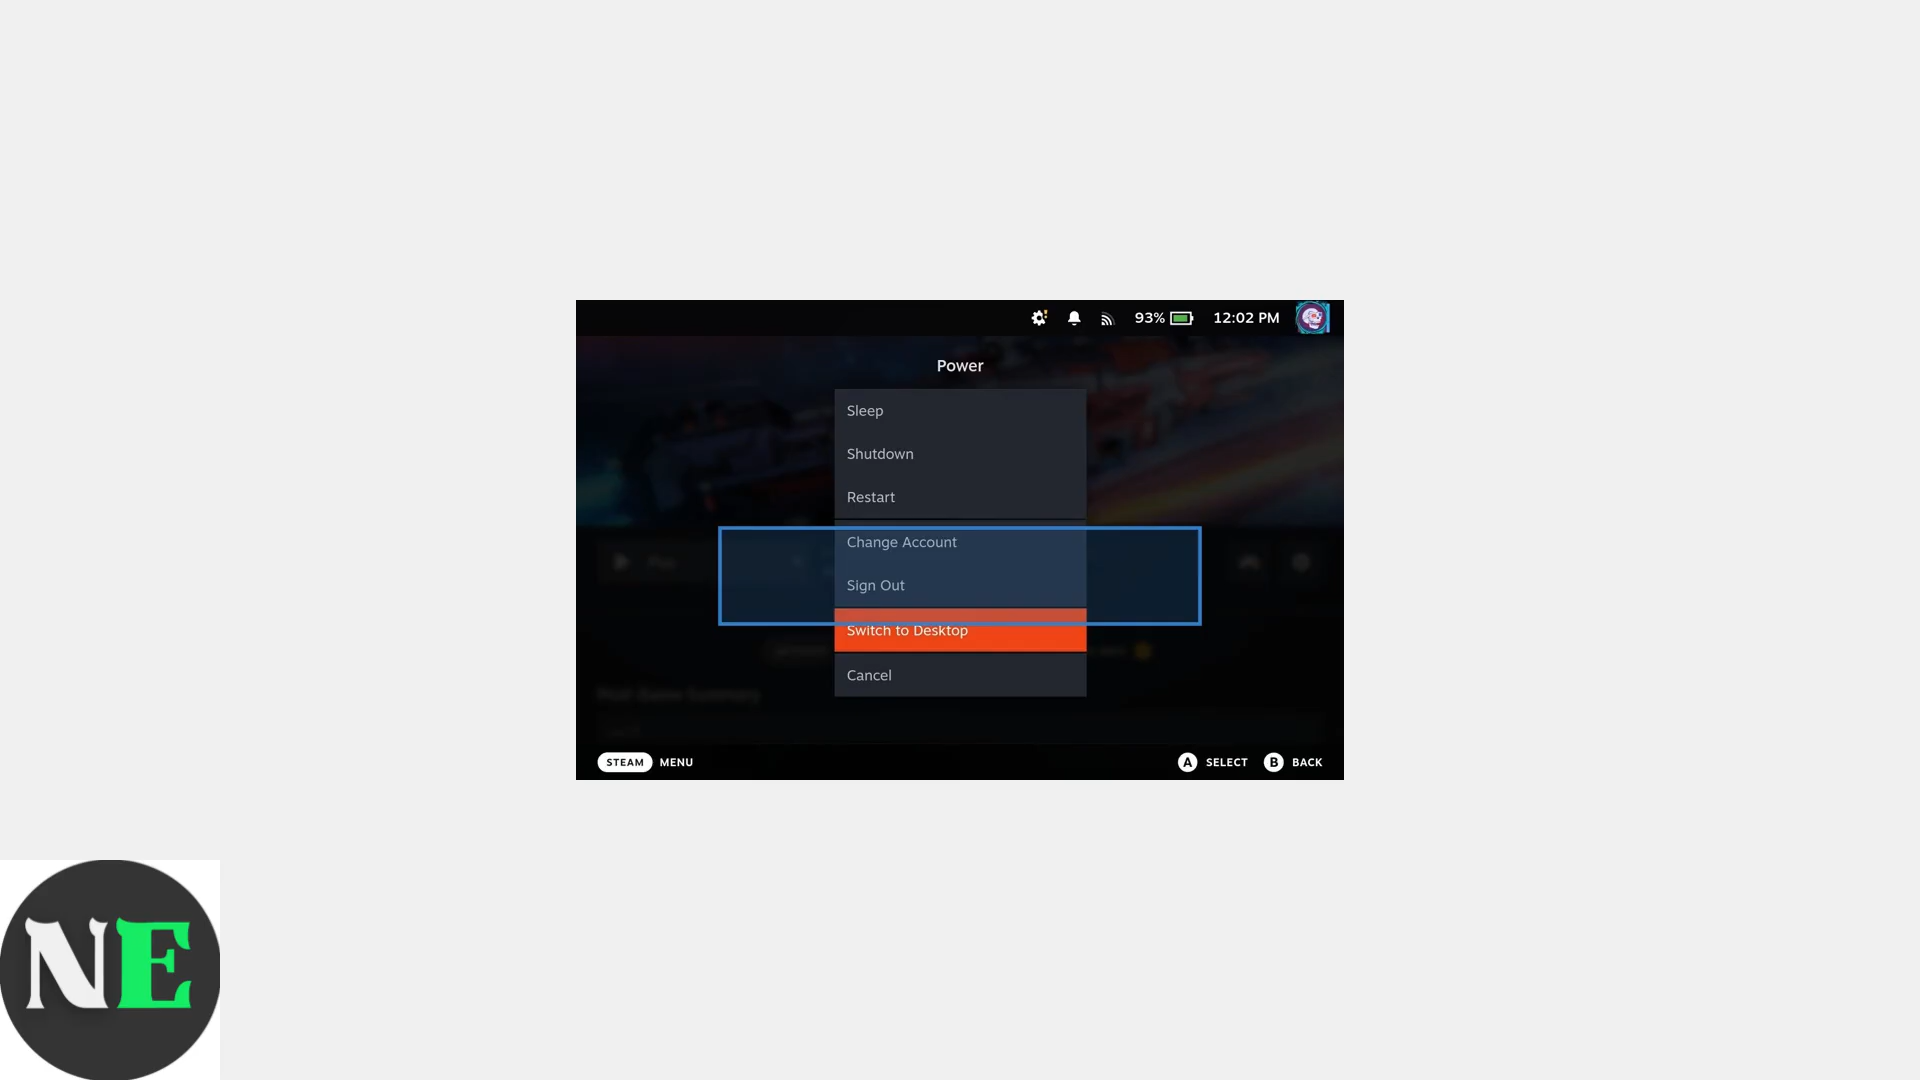 93% 12:02 PM
Power
Sleep
Shutdown
Restart
Change Account
Sign Out
Switch to Desktop
Cancel
STEAM MENU
A SELECT B BACK
NE